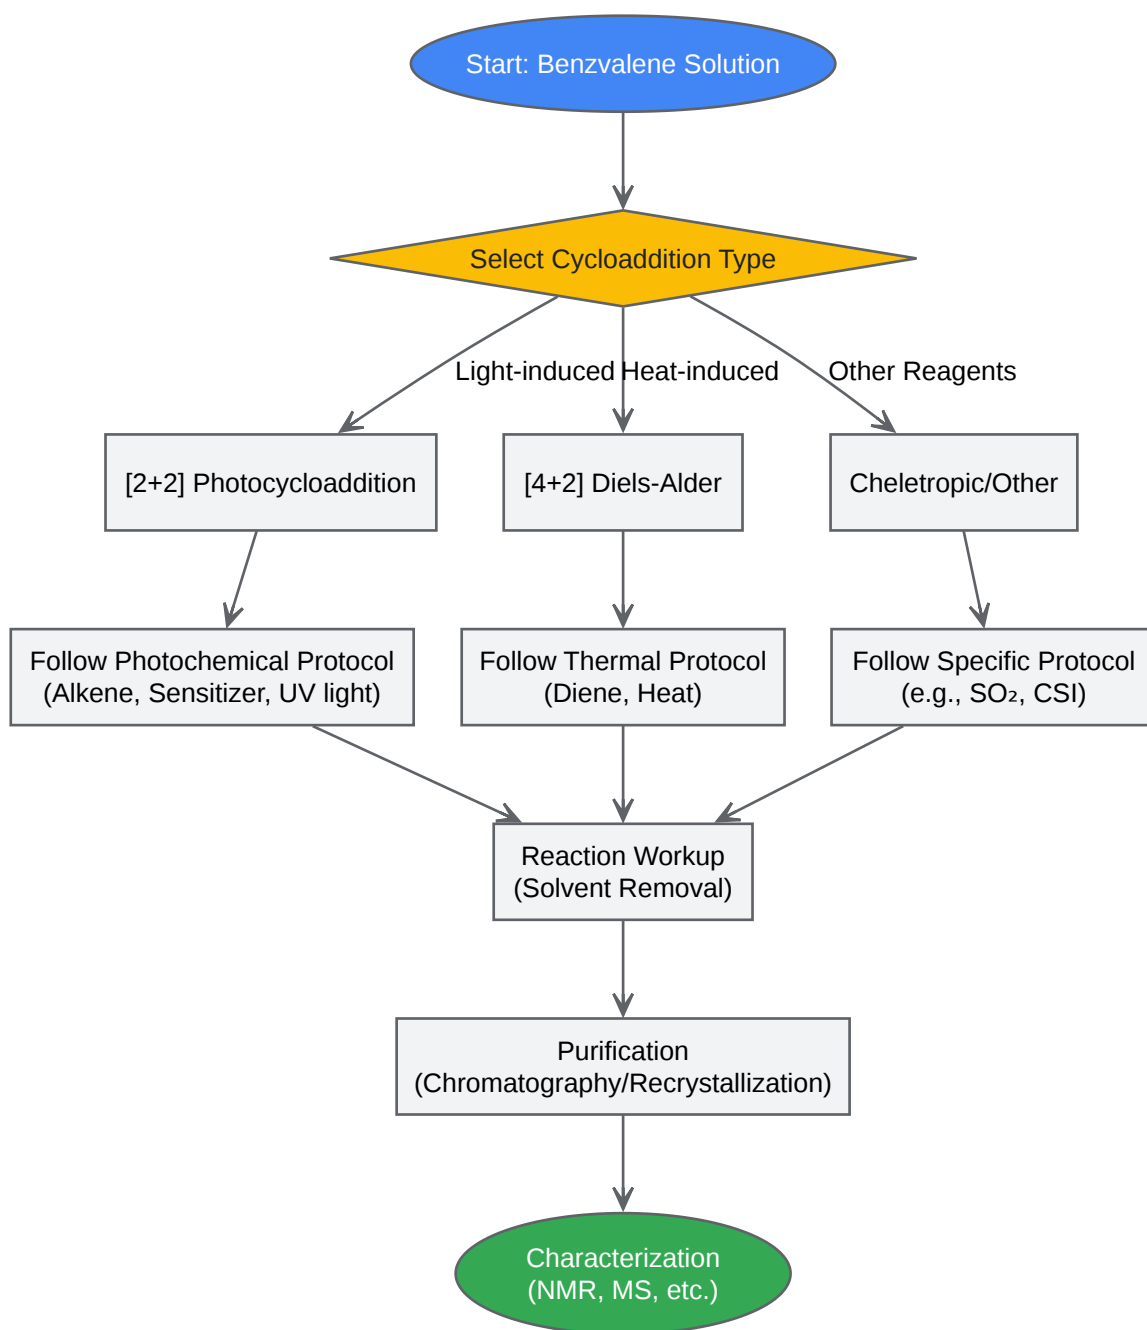 Start: Benzvalene Solution
Select Cycloaddition Type
Light-induced
Heat-induced
Other Reagents
[2+2] Photocycloaddition
[4+2] Diels-Alder
Cheletropic/Other
Follow Photochemical Protocol
(Alkene, Sensitizer, UV light)
Follow Thermal Protocol
(Diene, Heat)
Follow Specific Protocol
(e.g., SO₂, CSI)
Reaction Workup
(Solvent Removal)
Purification
(Chromatography/Recrystallization)
Characterization
(NMR, MS, etc.)